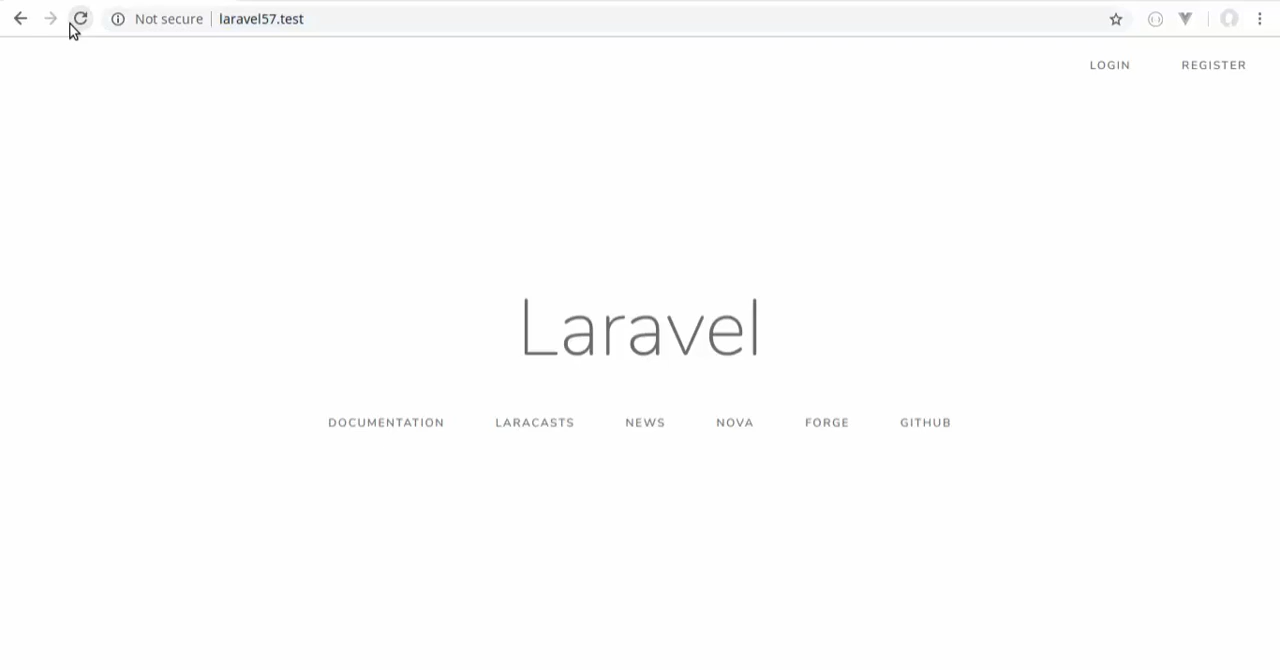 Not secure laravel57.test
LOGIN REGISTER
Laravel
DOCUMENTATION LARACASTS NEWS NOVA FORGE GITHUB